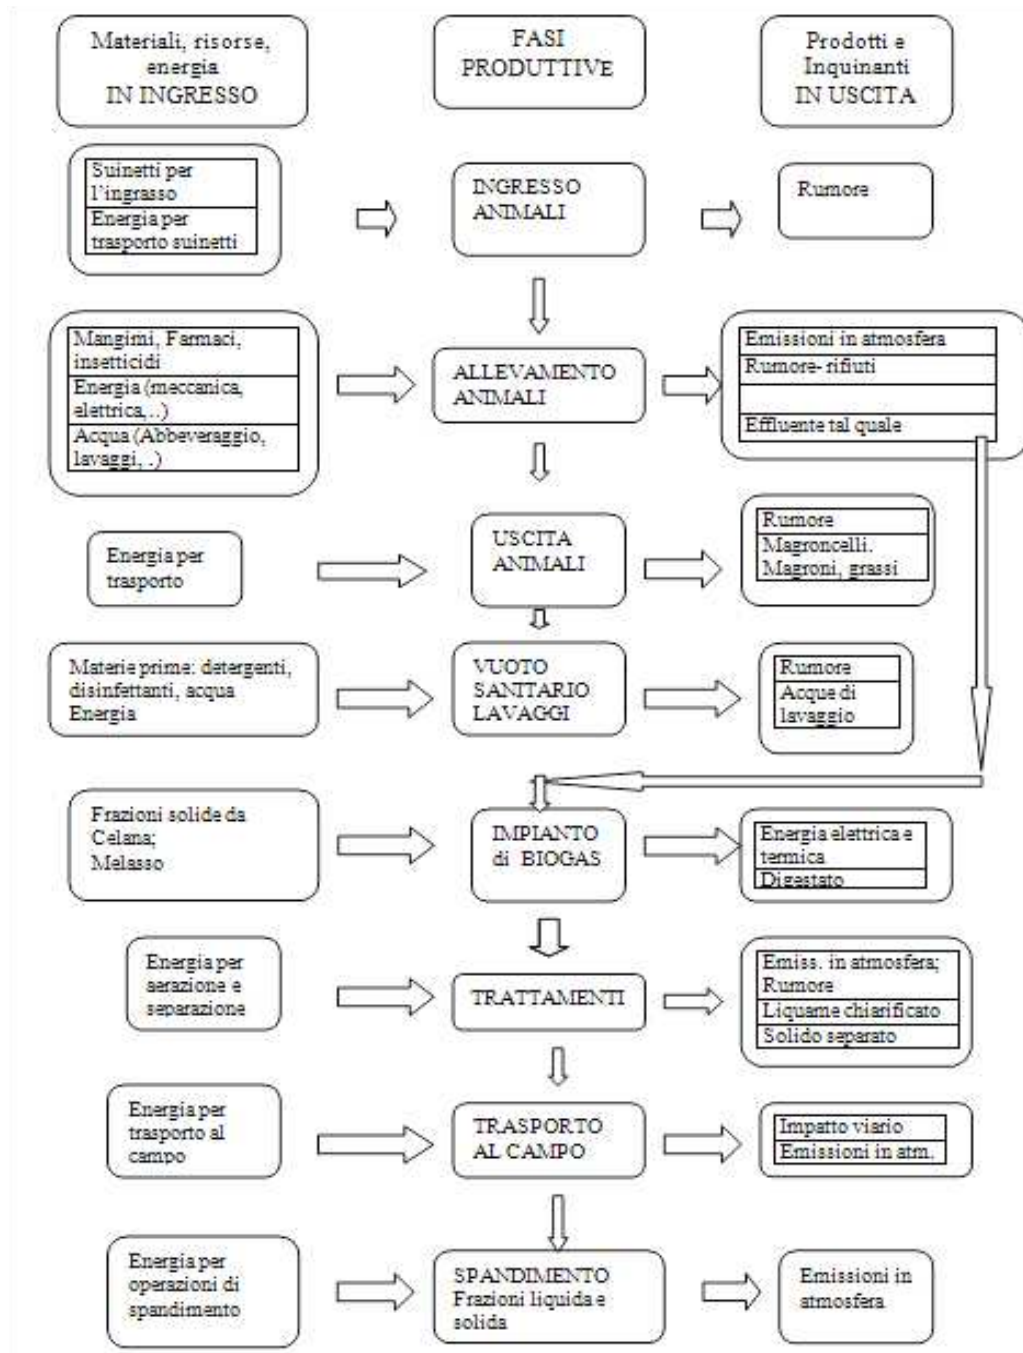 Materiali, risorse,
energia
IN INGRESSO
FASI
PRODUTTIVE
Prodotti e
Inquinanti
IN USCITA
Suinetti per
l'ingrasso
Energia per
trasporto suinetti
INGRESSO
ANIMALI
Rumore
Mangimi, Farmaci,
insetticidi
Energia (meccanica,
elettrica,..)
Acqua (Abbeveraggio,
lavaggi, .)
ALLEVAMENTO
ANIMALI
Emissioni in atmosfera
Rumore- rifiuti
Effluente tal quale
Energia per
trasporto
USCITA
ANIMALI
Rumore
Magroncelli.
Magroni, grassi
Materie prime: detergenti,
disinfettanti, acqua
Energia
VUOTO
SANITARIO
LAVAGGI
Rumore
Acque di
lavaggio
Frazioni solide da
Celana;
Melasso
IMPIANTO
di BIOGAS
Energia elettrica e
termica
Digestato
Energia per
aerazione e
separazione
TRATTAMENTI
Emiss. in atmosfera;
Rumore
Liquame chiarificato
Solido separato
Energia per
trasporto al
campo
TRASPORTO
AL CAMPO
Impatto viario
Emissioni in atm.
Energia per
operazioni di
spandimento
SPANDIMENTO
Frazioni liquida e
solida
Emissioni in
atmosfera